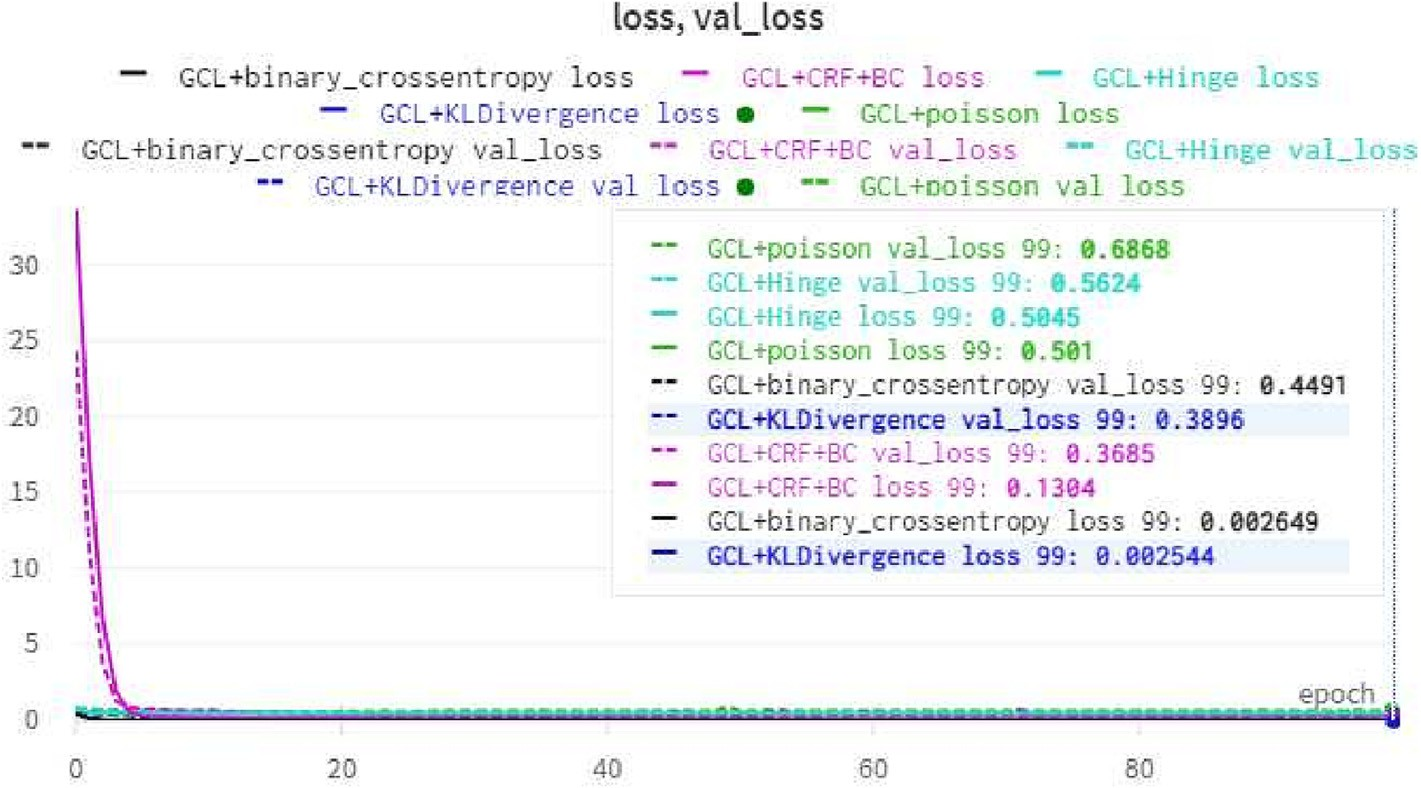 loss, val_loss
GCL+binary_crossentropy loss GCL+CRF+BC loss GCL+Hinge loss
GCL+KLDivergence loss GCL+poisson loss
GCL+binary_crossentropy val_loss GCL+CRF+BC val_loss GCL+Hinge val_loss
GCL+KLDivergence val_loss GCL+poisson val_loss
GCL+poisson val_loss 99: 0.6868
GCL+Hinge val_loss 99: 0.5624
GCL+Hinge loss 99: 0.5045
GCL+poisson loss 99: 0.501
GCL+binary_crossentropy val_loss 99: 0.4491
GCL+KLDivergence val_loss 99: 0.3896
GCL+CRF+BC val_loss 99: 0.3685
GCL+CRF+BC loss 99: 0.1304
GCL+binary_crossentropy loss 99: 0.002649
GCL+KLDivergence loss 99: 0.002544
30
25
20
15
10
5
0
epoch
0 20 40 60 80